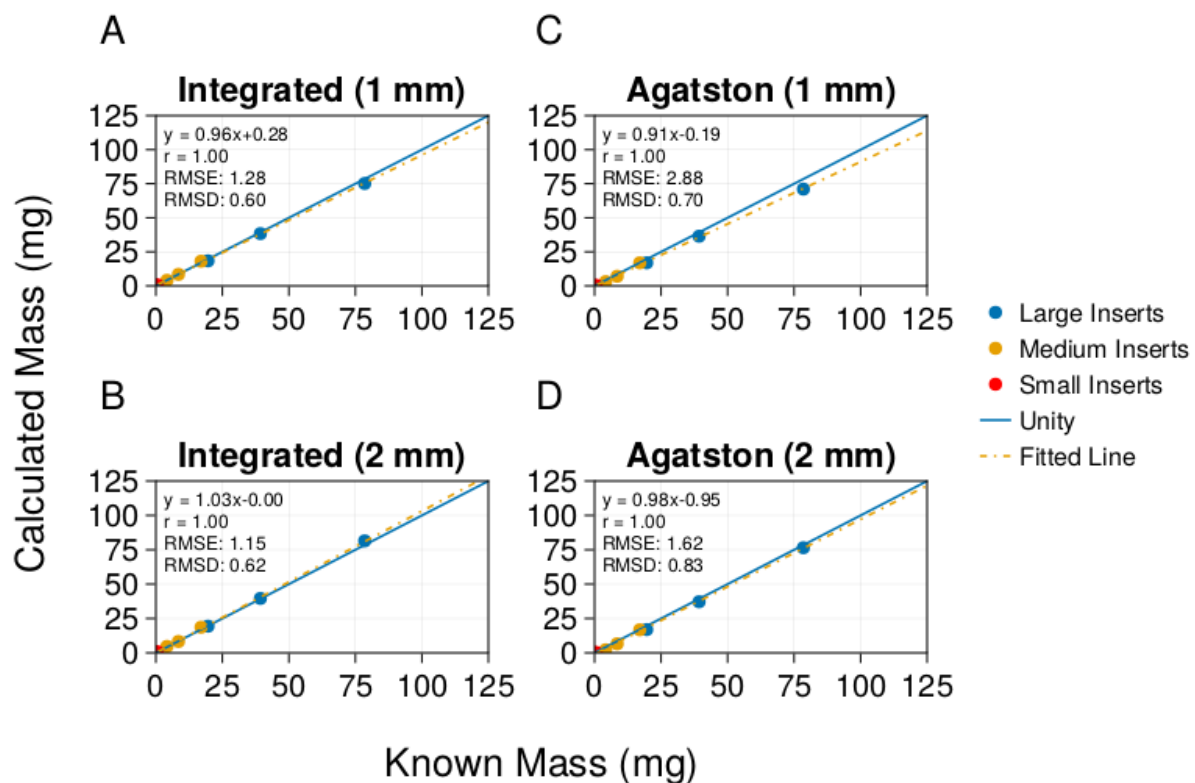 A
C
Integrated (1 mm)
Agatston (1 mm)
125
100
75
50
25
0
y = 0.96x+0.28
r = 1.00
RMSE: 1.28
RMSD: 0.60
0 25 50 75 100 125
125
100
75
50
25
0
y = 0.91x-0.19
r = 1.00
RMSE: 2.88
RMSD: 0.70
0 25 50 75 100 125
Calculated Mass (mg)
B
D
Integrated (2 mm)
Agatston (2 mm)
125
100
75
50
25
0
y = 1.03x-0.00
r = 1.00
RMSE: 1.15
RMSD: 0.62
0 25 50 75 100 125
125
100
75
50
25
0
y = 0.98x-0.95
r = 1.00
RMSE: 1.62
RMSD: 0.83
0 25 50 75 100 125
Known Mass (mg)
Large Inserts
Medium Inserts
Small Inserts
Unity
Fitted Line